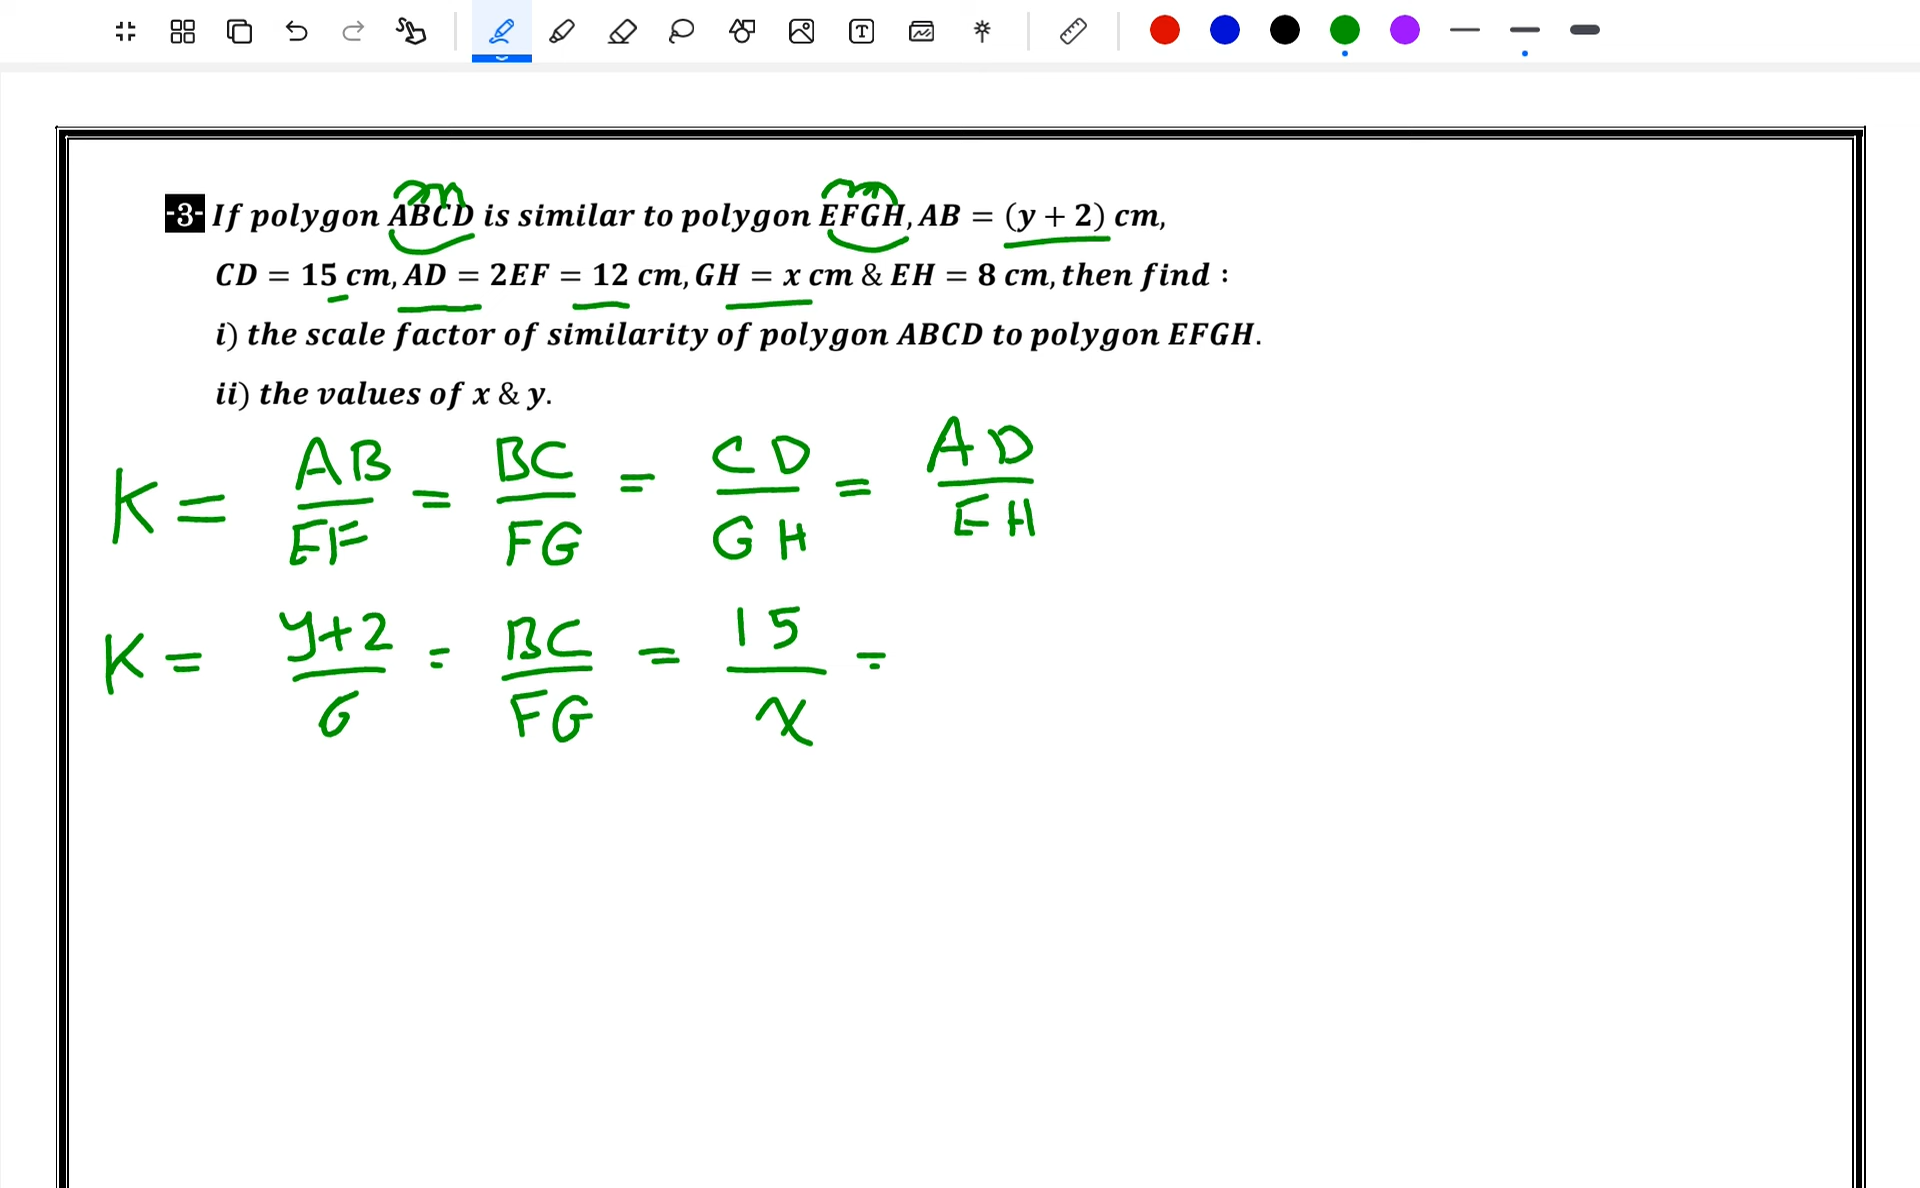 -3- If polygon ABCD is similar to polygon EFGH, AB = (y + 2) cm,
CD = 15 cm, AD = 2EF = 12 cm, GH = x cm & EH = 8 cm, then find :
i) the scale factor of similarity of polygon ABCD to polygon EFGH.
ii) the values of x & y.
K = AB/EF = BC/FG = CD/GH = AD/EH
K = y+2/6 = BC/FG = 15/x =